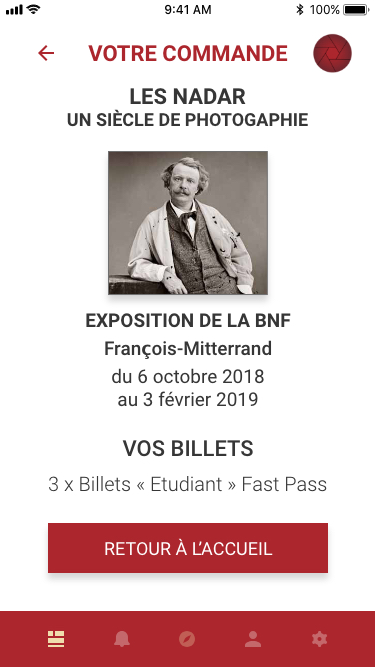 9:41 AM
100%
VOTRE COMMANDE
LES NADAR
UN SIÈCLE DE PHOTOGAPHIE
EXPOSITION DE LA BNF
François-Mitterrand
du 6 octobre 2018
au 3 février 2019
VOS BILLETS
3 x Billets « Etudiant » Fast Pass
RETOUR À L'ACCUEIL